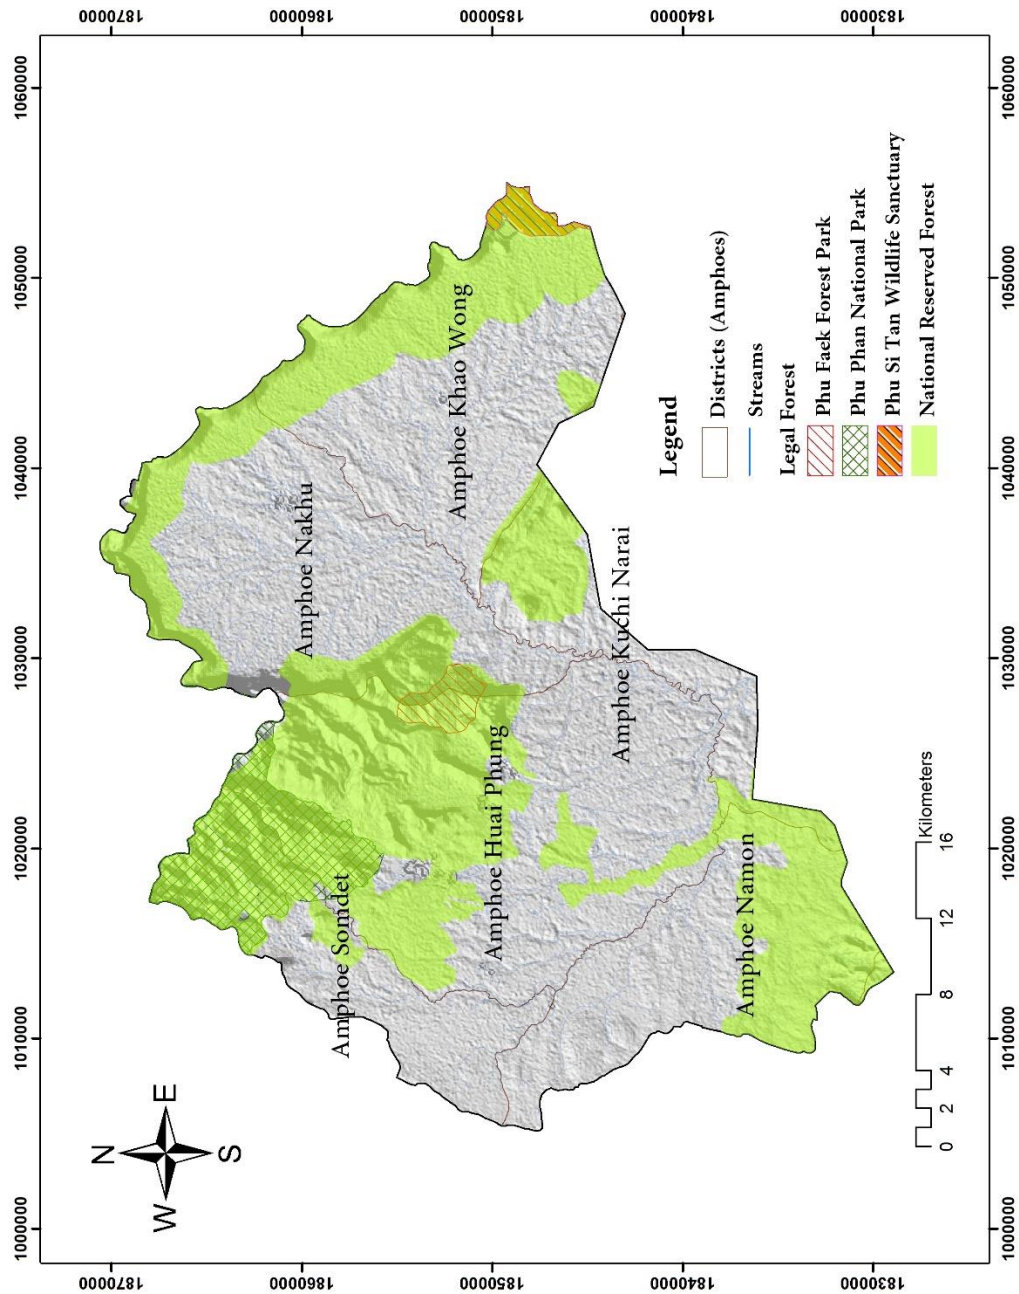 1000000 1010000 1020000 1030000 1040000 1050000 1060000
1870000 1870000
N
W E
S
1860000 1860000
Amphoe Nakhu
Amphoe Somdet
Amphoe Khao Wong
1850000 1850000
Amphoe Huai Phung
Amphoe Kuchi Narai
1840000 1840000
Amphoe Namon
Legend
Districts (Amphoes)
Streams
Legal Forest
Phu Faek Forest Park
Phu Phan National Park
Phu Si Tan Wildlife Sanctuary
National Reserved Forest
1830000 1830000
0 2 4 8 12 16
Kilometers
1000000 1010000 1020000 1030000 1040000 1050000 1060000